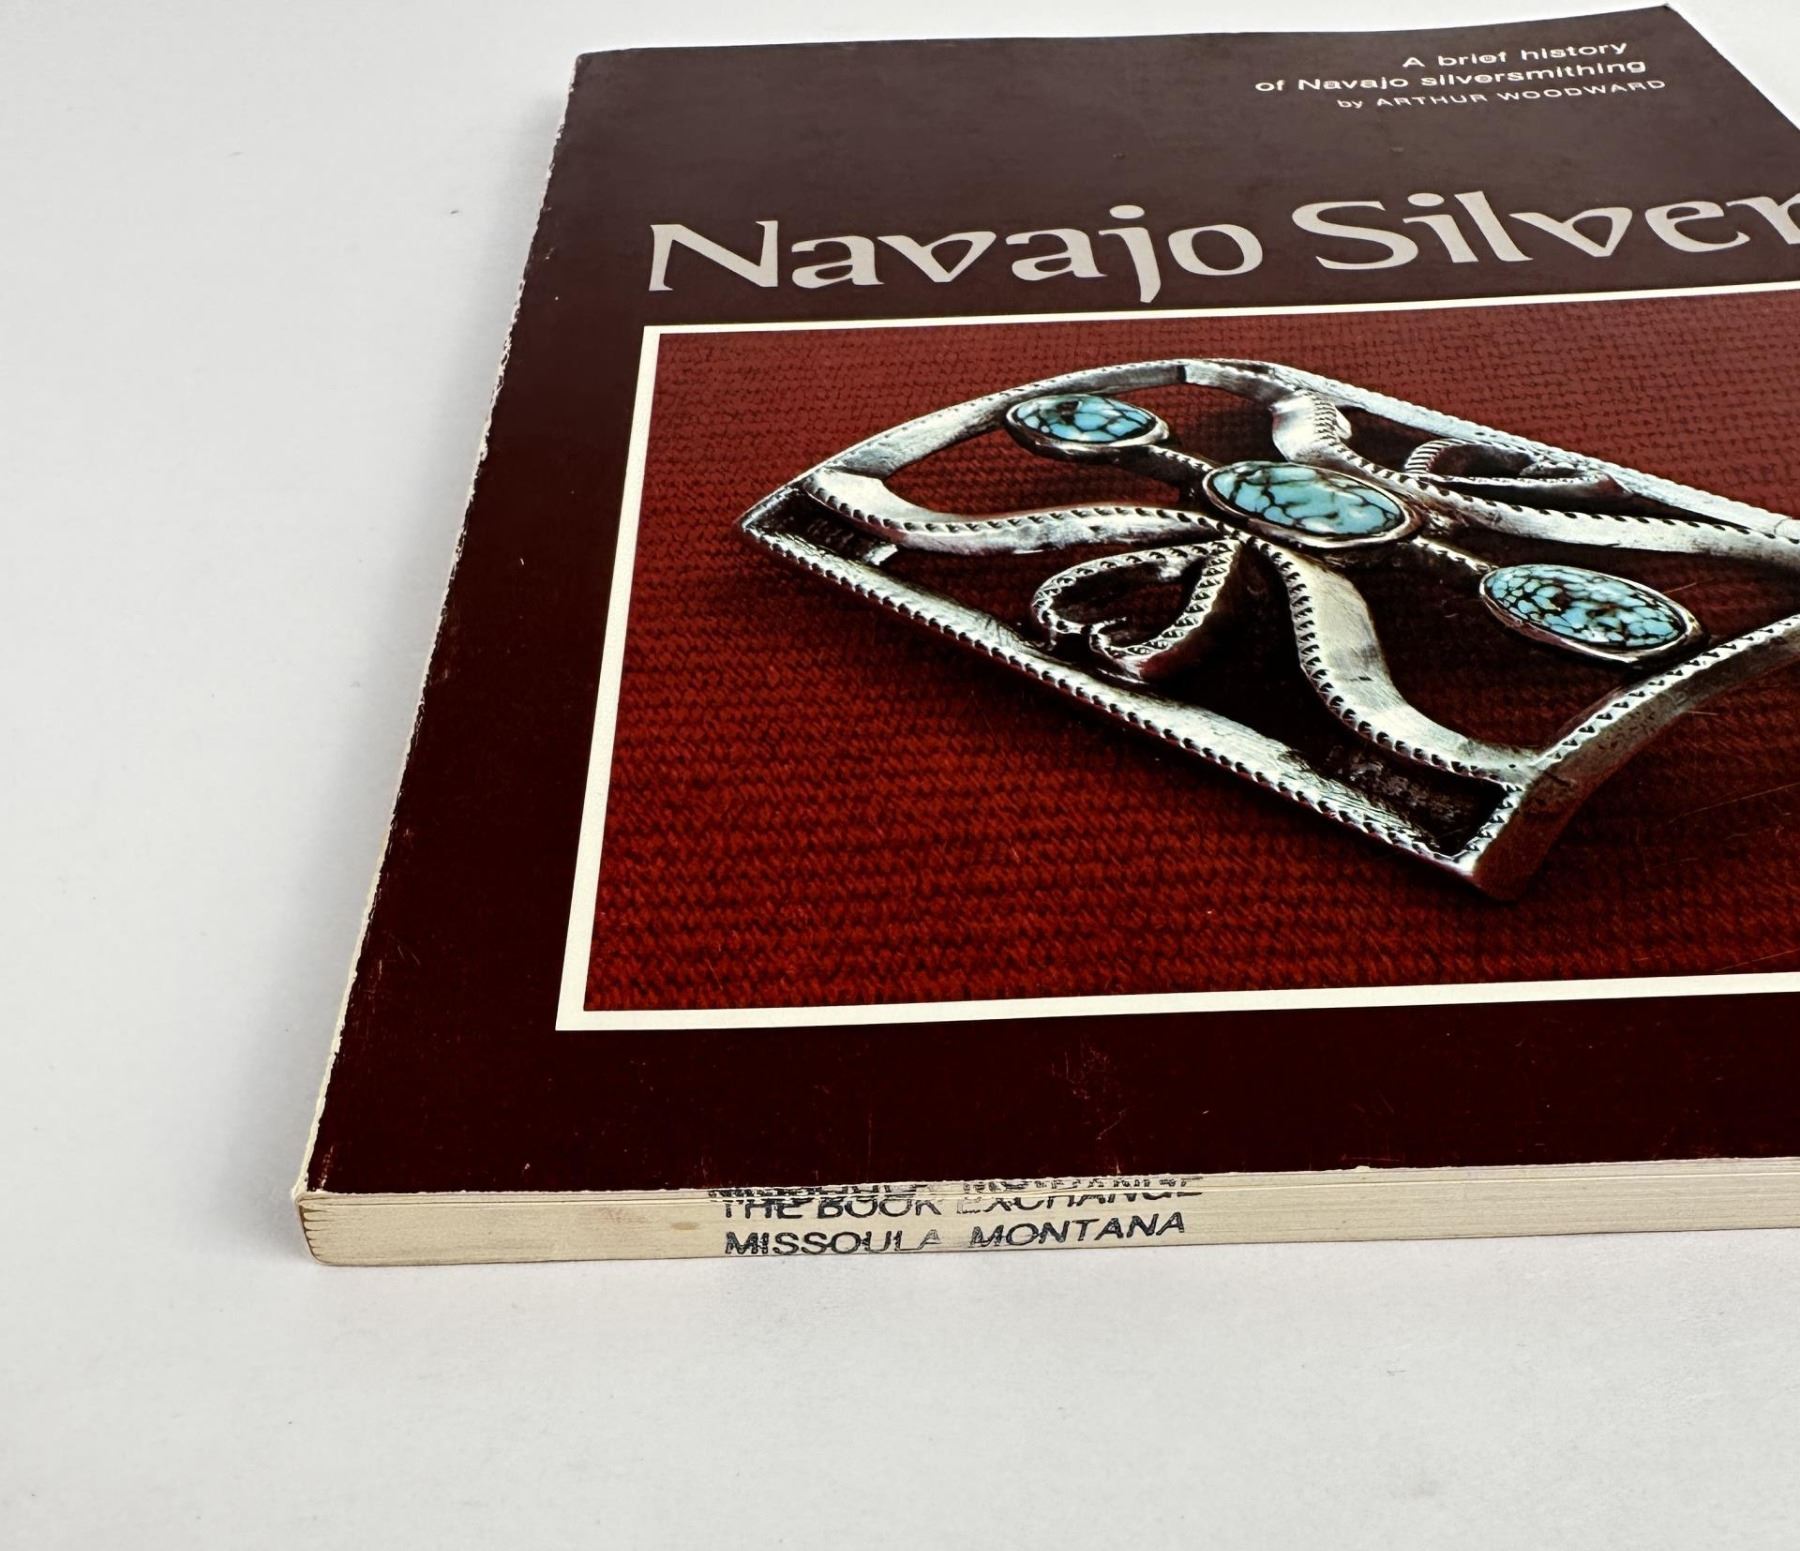 A brief history
of Navajo silversmithing
by ARTHUR WOODWARD
Navajo Silver
THE BOOK EXCHANGE
MISSOULA MONTANA